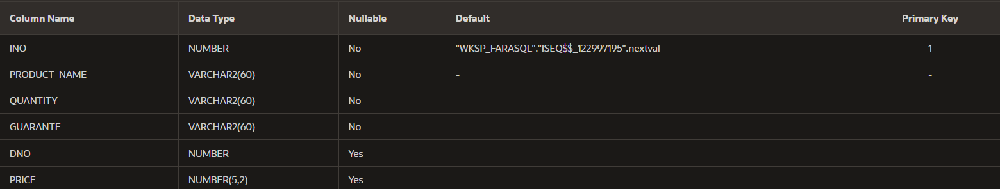 Column Name Data Type Nullable Default Primary Key
INO NUMBER No "WKSP_FARASQL"."ISEQ$$_122997195".nextval 1
PRODUCT_NAME VARCHAR2(60) No - -
QUANTITY VARCHAR2(60) No - -
GUARANTE VARCHAR2(60) No - -
DNO NUMBER Yes - -
PRICE NUMBER(5,2) Yes - -